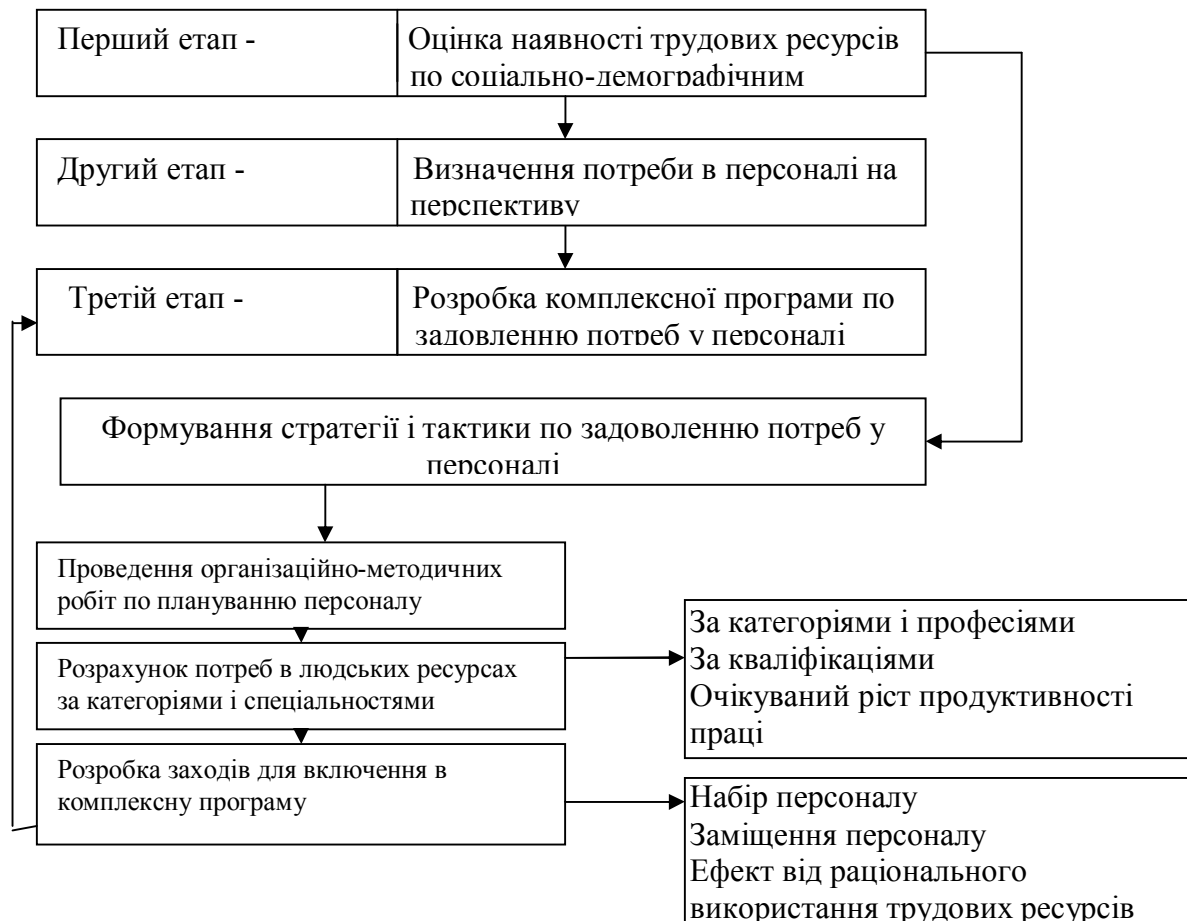 Перший етап -
Оцінка наявності трудових ресурсів
по соціально-демографічним
Другий етап -
Визначення потреби в персоналі на
перспективу
Третій етап -
Розробка комплексної програми по
задовленню потреб у персоналі
Формування стратегії і тактики по задоволенню потреб у
персоналі
Проведення організаційно-методичних
робіт по плануванню персоналу
Розрахунок потреб в людських ресурсах
за категоріями і спеціальностями
Розробка заходів для включення в
комплексну програму
За категоріями і професіями
За кваліфікаціями
Очікуваний ріст продуктивності
праці
Набір персоналу
Заміщення персоналу
Ефект від раціонального
використання трудових ресурсів